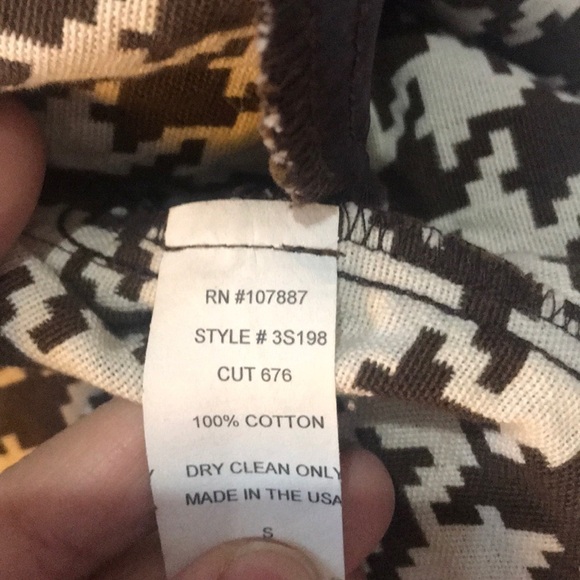 RN #107887
STYLE # 3S198
CUT 676
100% COTTON
DRY CLEAN ONLY
MADE IN THE USA
S